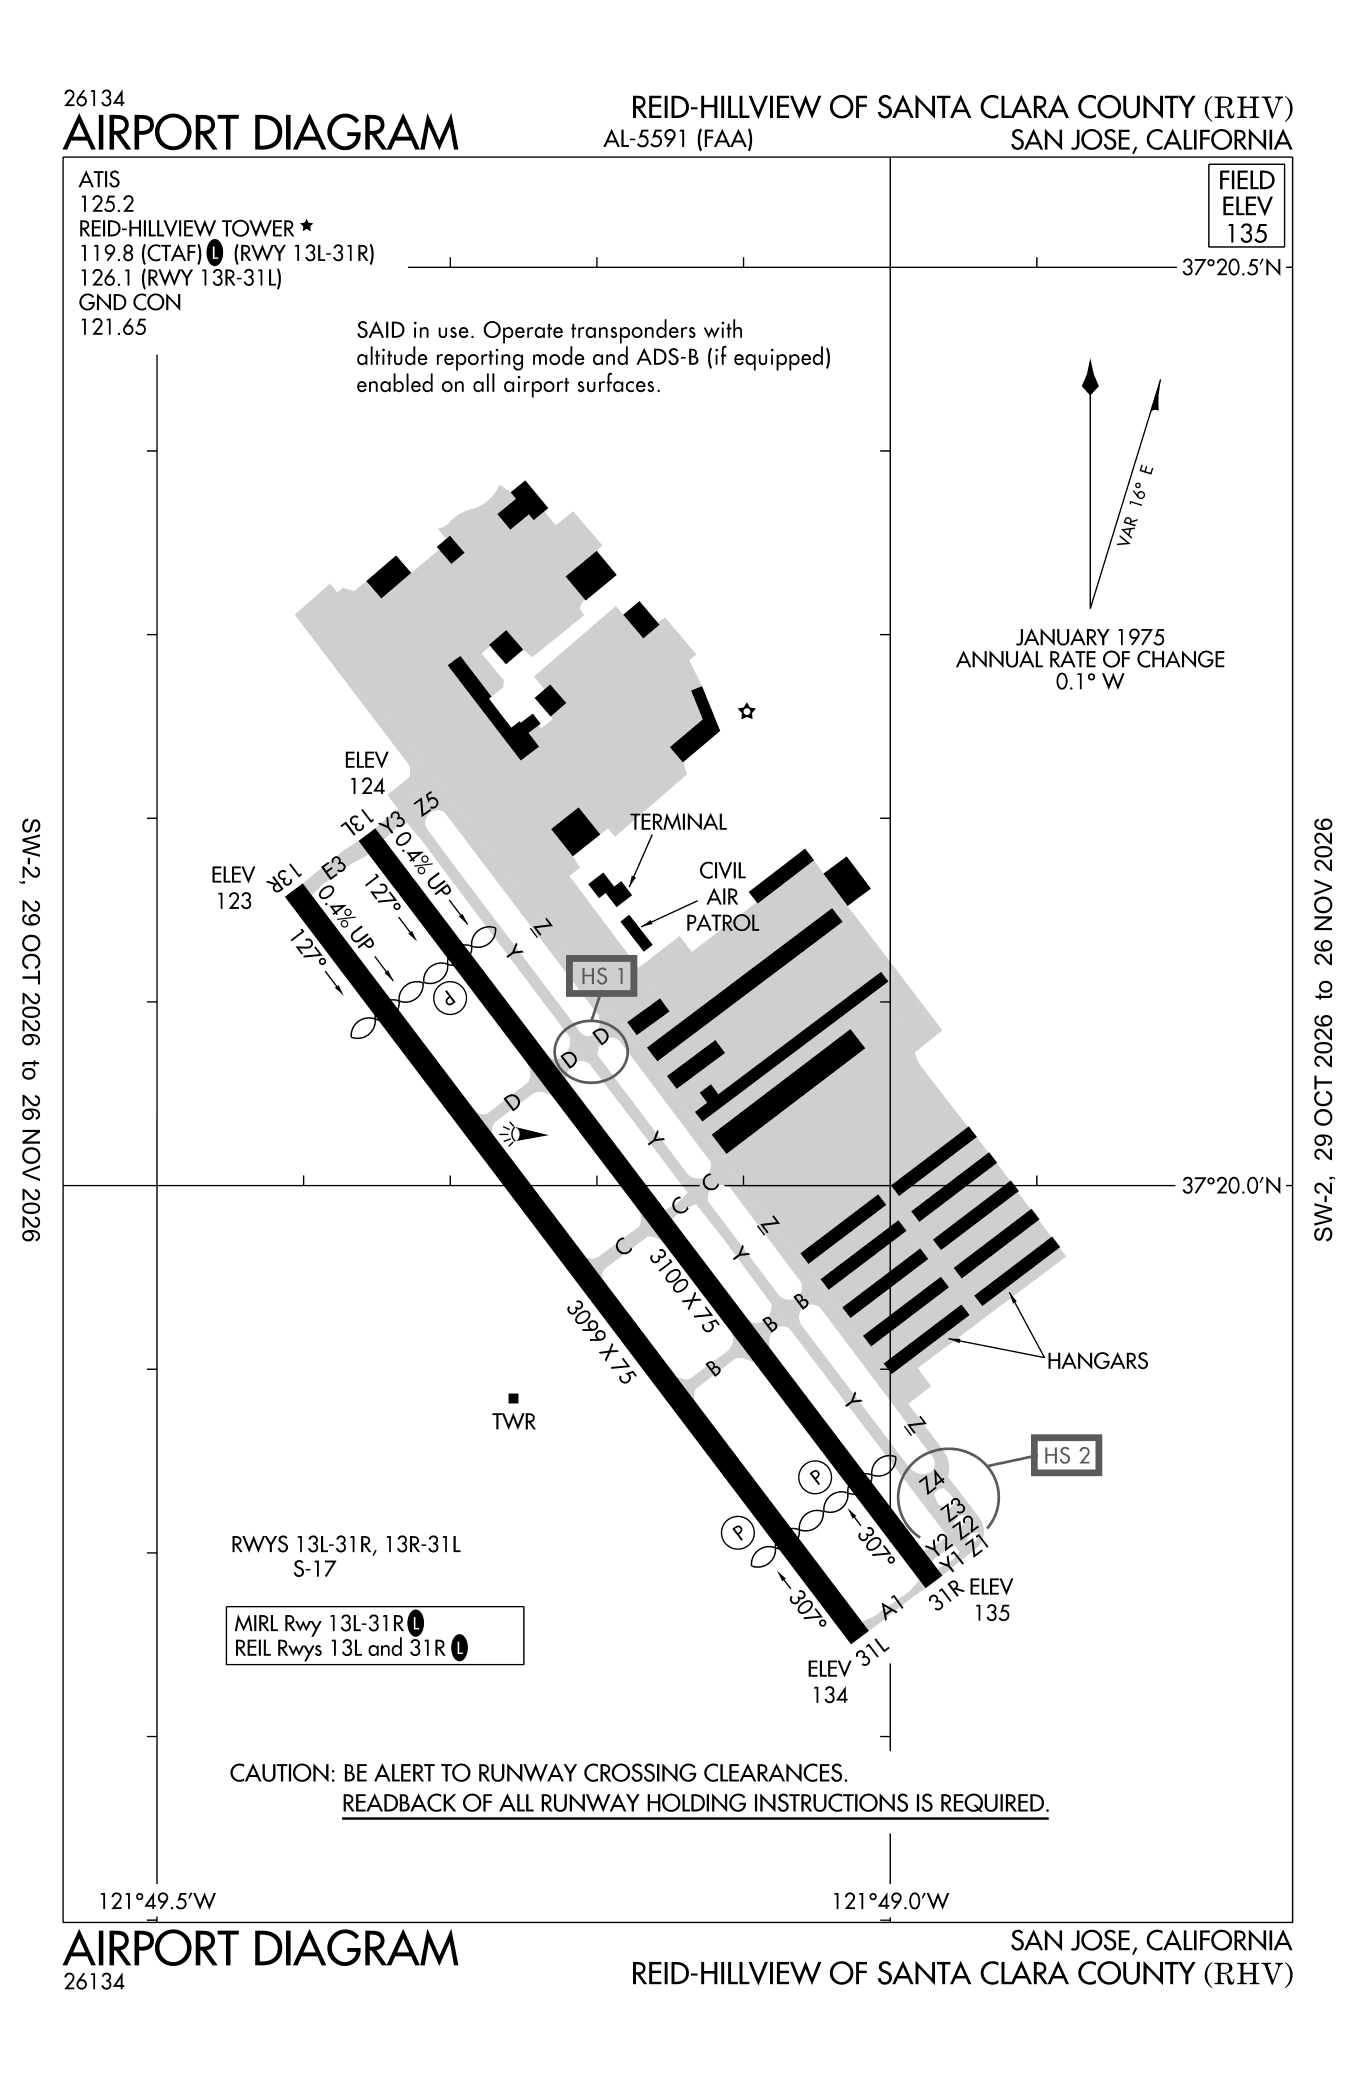 26134
AIRPORT DIAGRAM
AL-5591 (FAA)
REID-HILLVIEW OF SANTA CLARA COUNTY (RHV)
SAN JOSE, CALIFORNIA
ATIS
125.2
REID-HILLVIEW TOWER
119.8 (CTAF) L (RWY 13L-31R)
126.1 (RWY 13R-31L)
GND CON
121.65
FIELD
ELEV
135
37°20.5'N
SAID in use. Operate transponders with
altitude reporting mode and ADS-B (if equipped)
enabled on all airport surfaces.
VAR 16° E
JANUARY 1975
ANNUAL RATE OF CHANGE
0.1° W
ELEV
124
13L
Y3
Z5
0.4% UP
127°
ELEV
123
13R
E3
0.4% UP
127°
TERMINAL
CIVIL
AIR
PATROL
Z
Y
HS 1
P
D
D
D
Y
C
C
C
Z
Y
37°20.0'N
3100 X 75
3099 X 75
B
B
B
HANGARS
TWR
Y
Z
HS 2
Z4
Z3
Z2
Z1
Y2
Y1
P
P
307°
307°
A1
31R
ELEV
135
31L
ELEV
134
RWYS 13L-31R, 13R-31L
S-17
MIRL Rwy 13L-31R L
REIL Rwys 13L and 31R L
CAUTION: BE ALERT TO RUNWAY CROSSING CLEARANCES.
READBACK OF ALL RUNWAY HOLDING INSTRUCTIONS IS REQUIRED.
121°49.5'W
121°49.0'W
SW-2, 29 OCT 2026 to 26 NOV 2026
SW-2, 29 OCT 2026 to 26 NOV 2026
AIRPORT DIAGRAM
26134
SAN JOSE, CALIFORNIA
REID-HILLVIEW OF SANTA CLARA COUNTY (RHV)